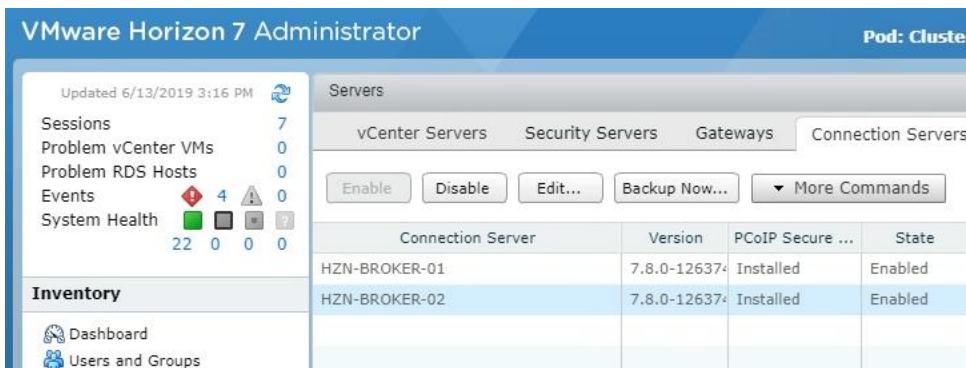 VMware Horizon 7 Administrator
Pod: Cluste
Updated 6/13/2019 3:16 PM
Sessions 7
Problem vCenter VMs 0
Problem RDS Hosts 0
Events 4 0
System Health
22 0 0 0
Inventory
Dashboard
Users and Groups
Servers
vCenter Servers Security Servers Gateways Connection Servers
Enable Disable Edit... Backup Now... More Commands
Connection Server Version PCoIP Secure ... State
HZN-BROKER-01 7.8.0-126374 Installed Enabled
HZN-BROKER-02 7.8.0-126374 Installed Enabled